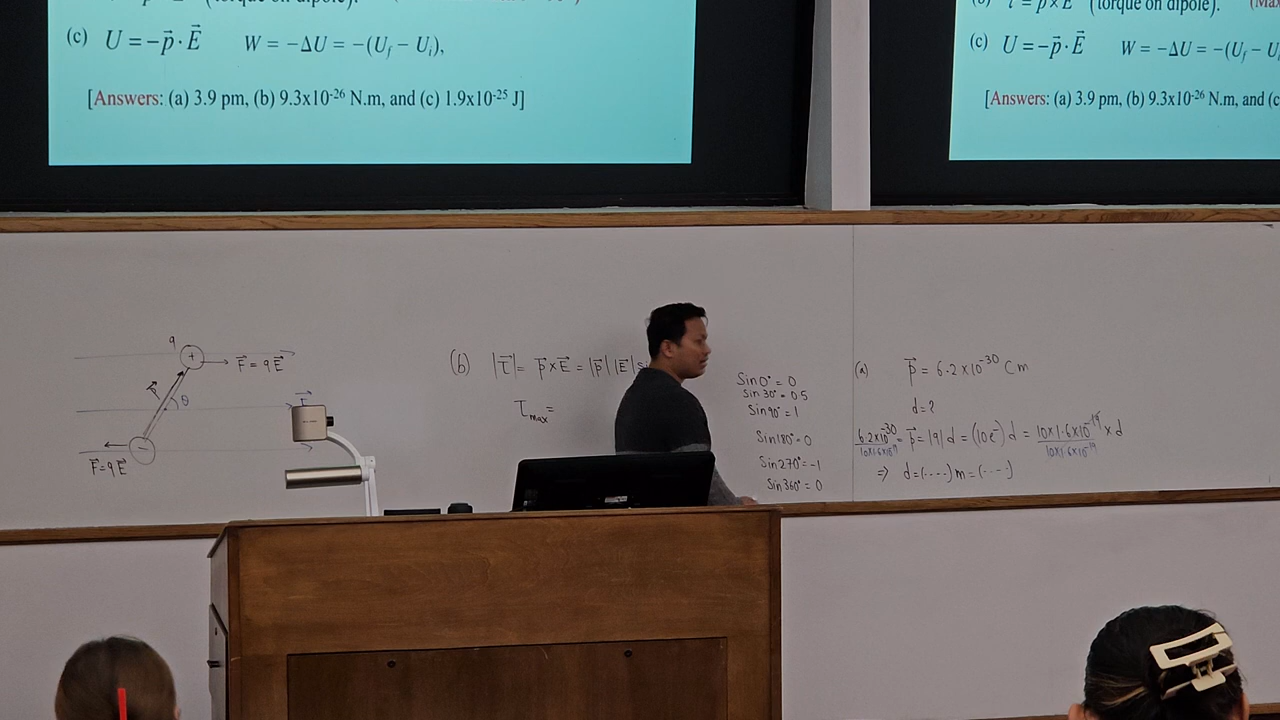 (c) U = −p⃗ · E⃗ W = −ΔU = −(U_f − U_i),
[Answers: (a) 3.9 pm, (b) 9.3x10⁻²⁶ N.m, and (c) 1.9x10⁻²⁵ J]
τ⃗ = p⃗ × E⃗ (torque on dipole).
(c) U = −p⃗ · E⃗ W = −ΔU = −(U_f − U
[Answers: (a) 3.9 pm, (b) 9.3x10⁻²⁶ N.m, and (c
q
+
F⃗ = qE⃗
P⃗
θ
−
F⃗ = qE⃗
(b) |τ⃗| = p⃗ × E⃗ = |p⃗| |E⃗|
τ_max =
Sin 0° = 0
Sin 30° = 0.5
Sin 90° = 1
Sin 180° = 0
Sin 270° = -1
Sin 360° = 0
(a) p⃗ = 6.2 × 10⁻³⁰ Cm
d = ?
6.2×10⁻³⁰ / 10×1.6×10⁻¹⁹ = p⃗ = |q| d = (10e⁻) d = 10×1.6×10⁻¹⁹ / 10×1.6×10⁻¹⁹ × d
⇒ d = (----) m = (----)